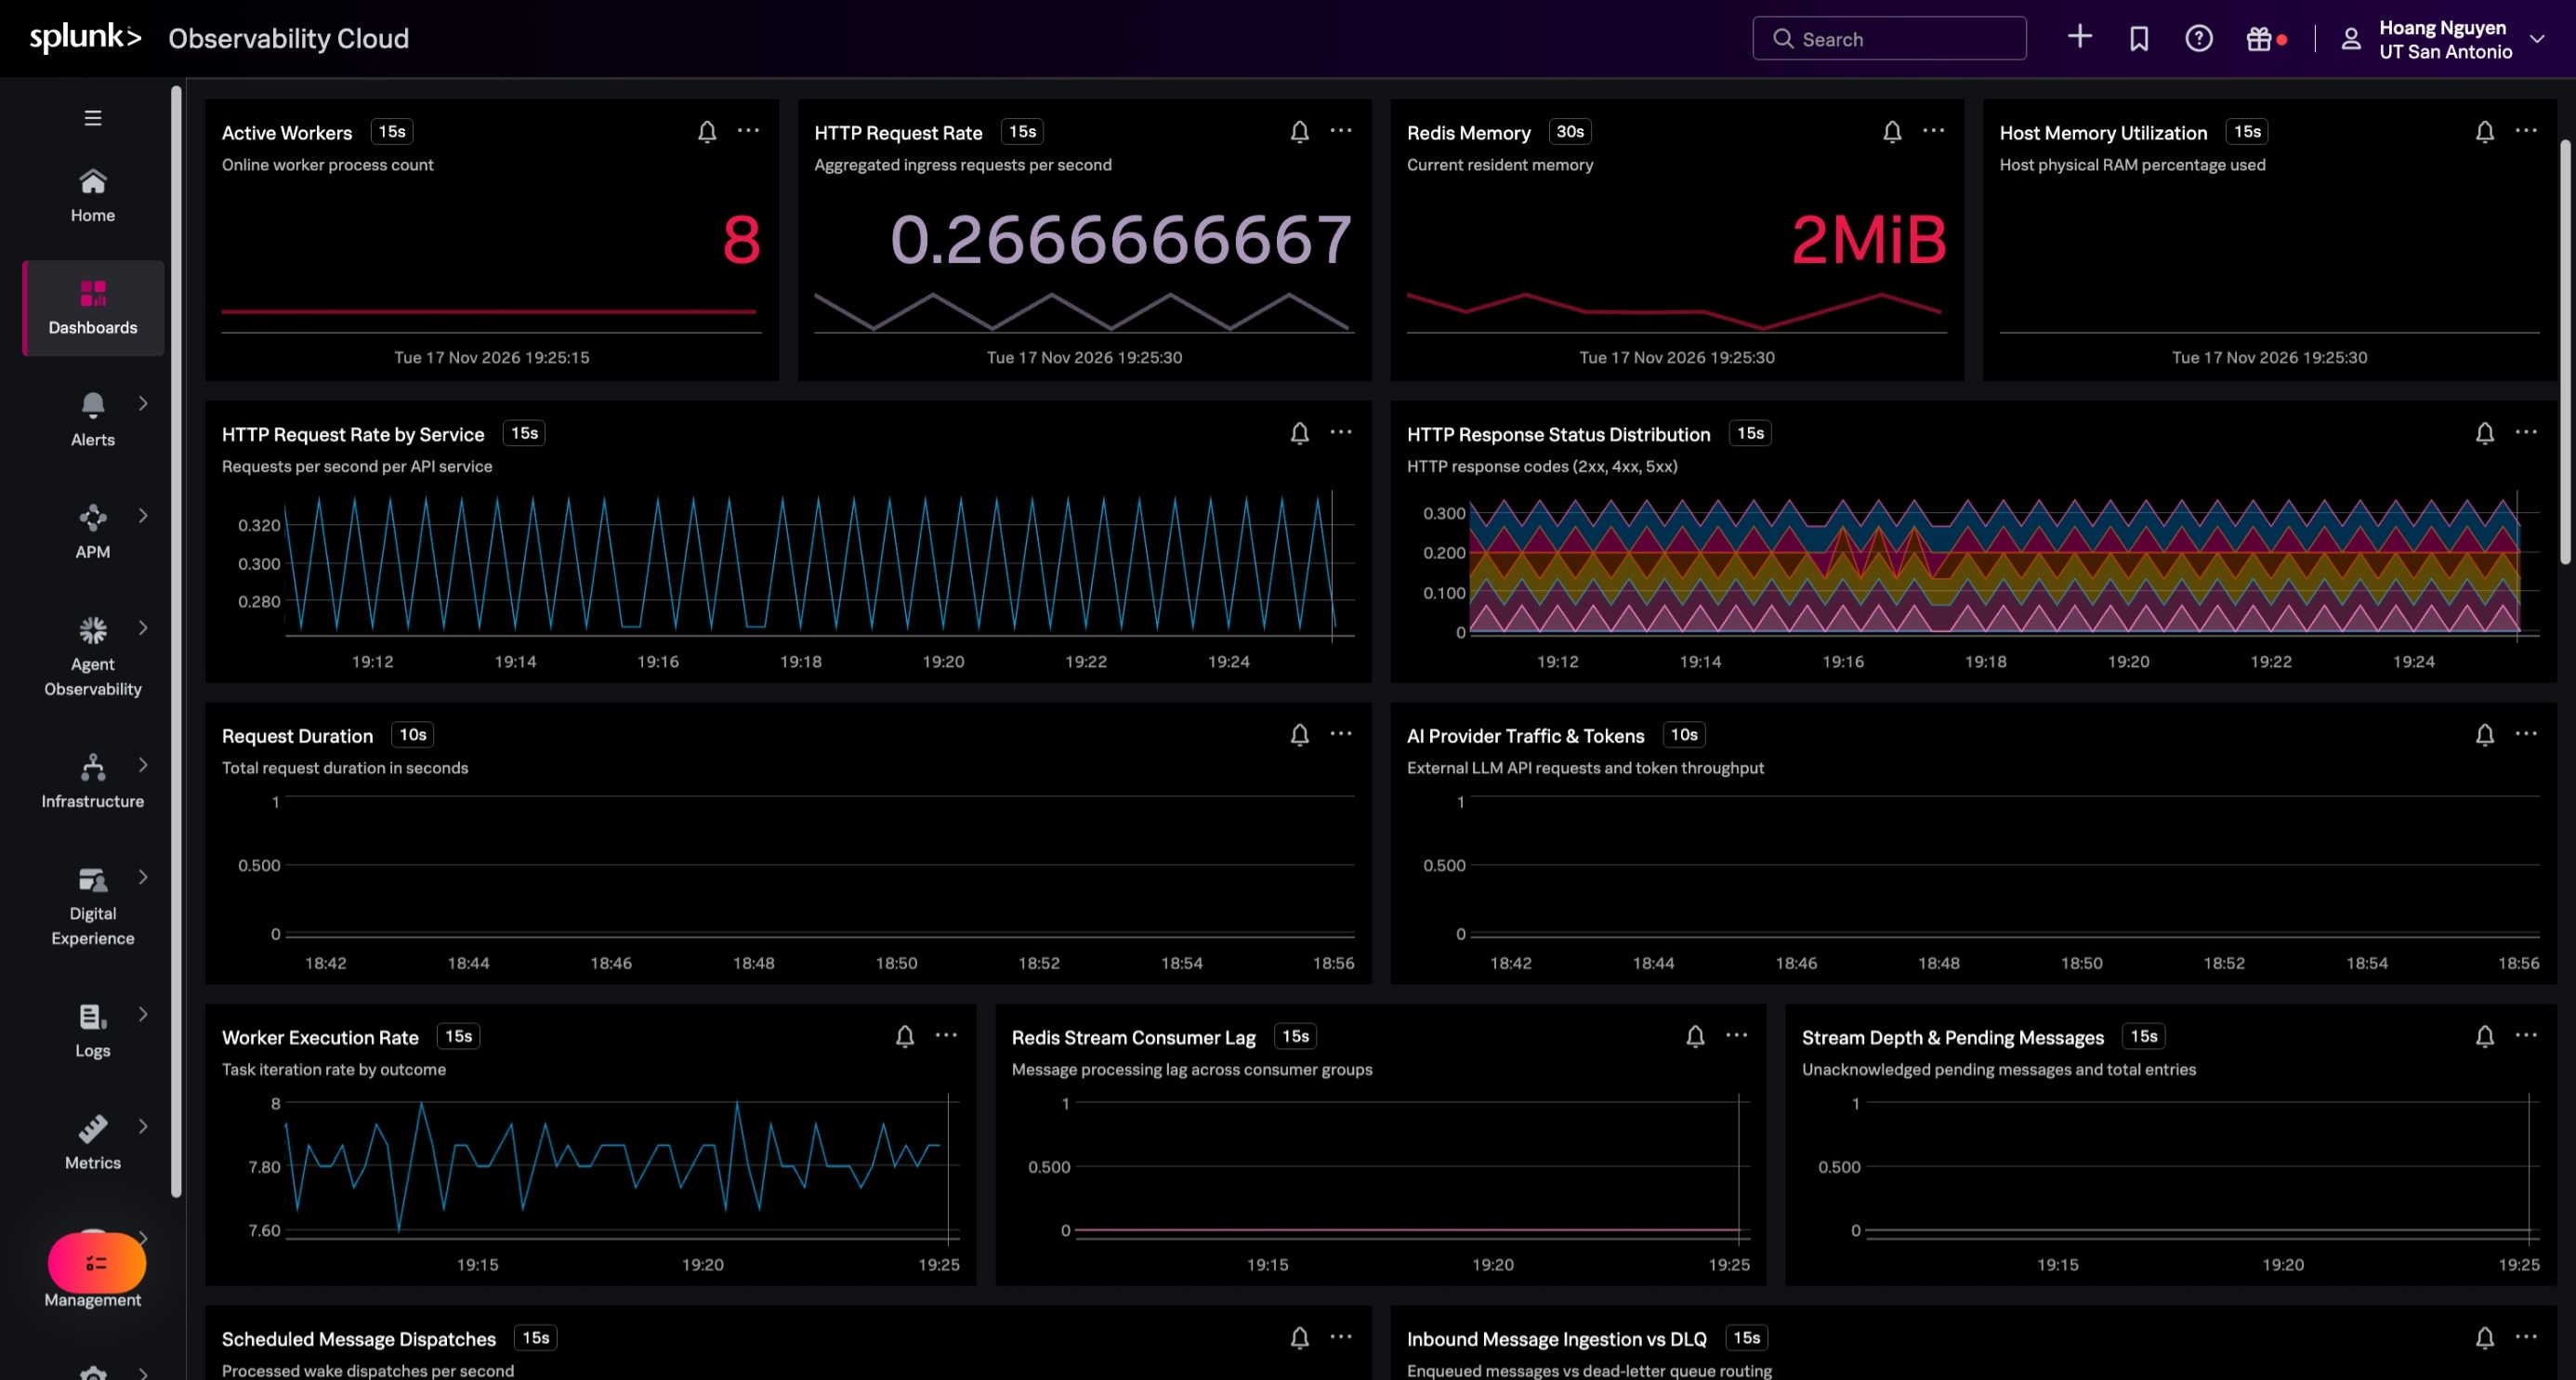 splunk> Observability Cloud
Search
Hoang Nguyen
UT San Antonio
Home
Dashboards
Alerts
APM
Agent
Observability
Infrastructure
Digital
Experience
Logs
Metrics
Management
Active Workers 15s
Online worker process count
8
Tue 17 Nov 2026 19:25:15
HTTP Request Rate 15s
Aggregated ingress requests per second
0.2666666667
Tue 17 Nov 2026 19:25:30
Redis Memory 30s
Current resident memory
2MiB
Tue 17 Nov 2026 19:25:30
Host Memory Utilization 15s
Host physical RAM percentage used
Tue 17 Nov 2026 19:25:30
HTTP Request Rate by Service 15s
Requests per second per API service
0.320
0.300
0.280
19:12 19:14 19:16 19:18 19:20 19:22 19:24
HTTP Response Status Distribution 15s
HTTP response codes (2xx, 4xx, 5xx)
0.300
0.200
0.100
0
19:12 19:14 19:16 19:18 19:20 19:22 19:24
Request Duration 10s
Total request duration in seconds
1
0.500
0
18:42 18:44 18:46 18:48 18:50 18:52 18:54 18:56
AI Provider Traffic & Tokens 10s
External LLM API requests and token throughput
1
0.500
0
18:42 18:44 18:46 18:48 18:50 18:52 18:54 18:56
Worker Execution Rate 15s
Task iteration rate by outcome
8
7.80
7.60
19:15 19:20 19:25
Redis Stream Consumer Lag 15s
Message processing lag across consumer groups
1
0.500
0
19:15 19:20 19:25
Stream Depth & Pending Messages 15s
Unacknowledged pending messages and total entries
1
0.500
0
19:15 19:20 19:25
Scheduled Message Dispatches 15s
Processed wake dispatches per second
Inbound Message Ingestion vs DLQ 15s
Enqueued messages vs dead-letter queue routing